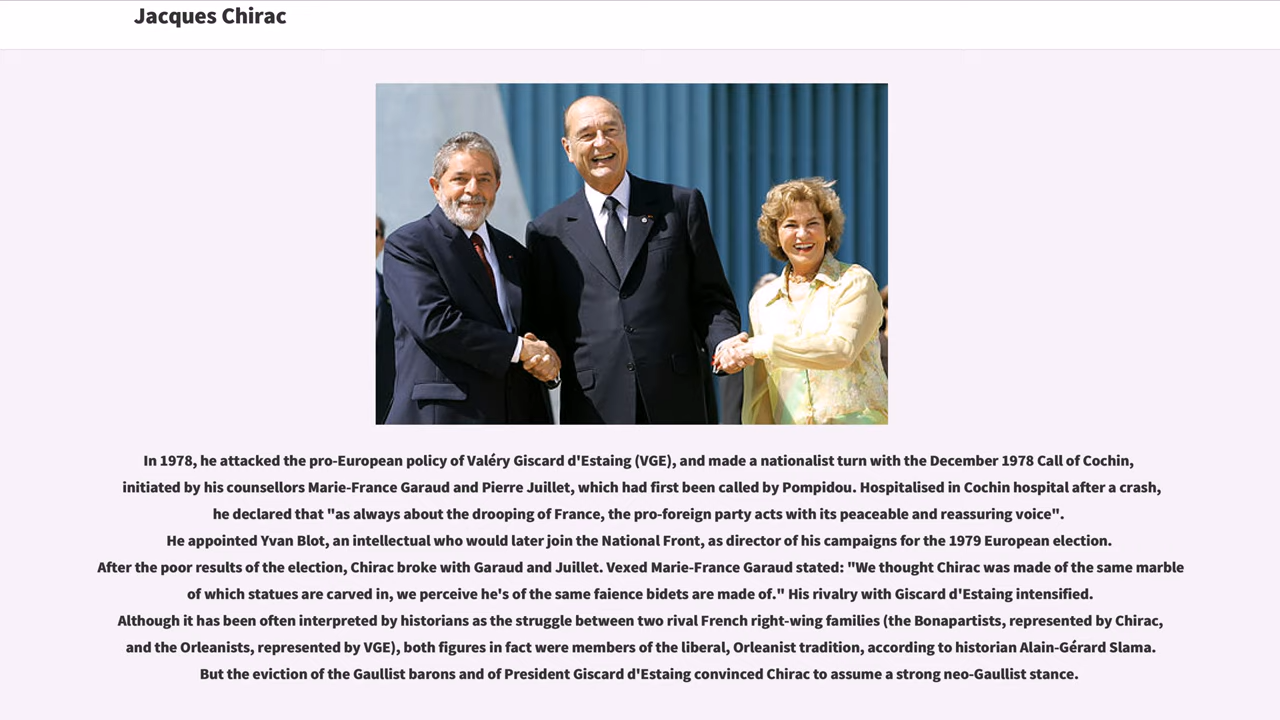 Jacques Chirac
In 1978, he attacked the pro-European policy of Valéry Giscard d'Estaing (VGE), and made a nationalist turn with the December 1978 Call of Cochin,
initiated by his counsellors Marie-France Garaud and Pierre Juillet, which had first been called by Pompidou. Hospitalised in Cochin hospital after a crash,
he declared that "as always about the drooping of France, the pro-foreign party acts with its peaceable and reassuring voice".
He appointed Yvan Blot, an intellectual who would later join the National Front, as director of his campaigns for the 1979 European election.
After the poor results of the election, Chirac broke with Garaud and Juillet. Vexed Marie-France Garaud stated: "We thought Chirac was made of the same marble
of which statues are carved in, we perceive he's of the same faience bidets are made of." His rivalry with Giscard d'Estaing intensified.
Although it has been often interpreted by historians as the struggle between two rival French right-wing families (the Bonapartists, represented by Chirac,
and the Orleanists, represented by VGE), both figures in fact were members of the liberal, Orleanist tradition, according to historian Alain-Gérard Slama.
But the eviction of the Gaullist barons and of President Giscard d'Estaing convinced Chirac to assume a strong neo-Gaullist stance.